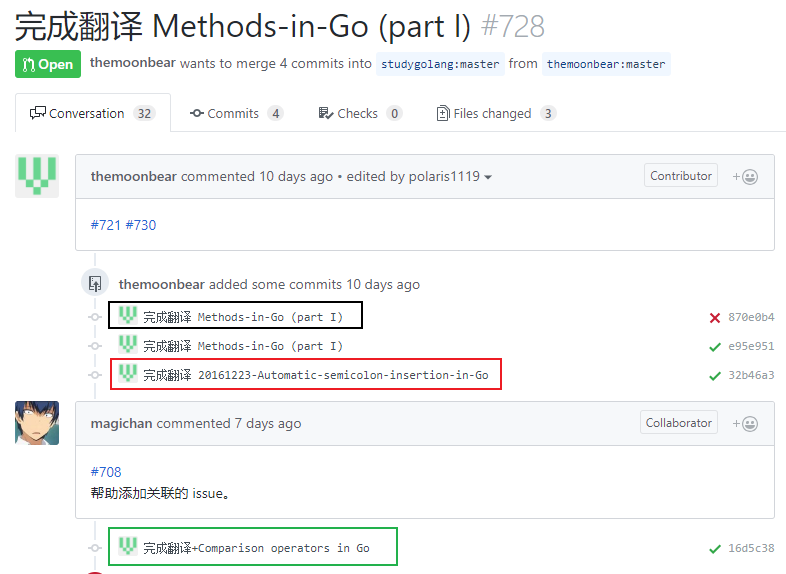 完成翻译 Methods-in-Go (part I) #728
Open themoonbear wants to merge 4 commits into studygolang:master from themoonbear:master
Conversation 32 Commits 4 Checks 0 Files changed 3
themoonbear commented 10 days ago • edited by polaris1119 Contributor +
#721 #730
themoonbear added some commits 10 days ago
完成翻译 Methods-in-Go (part I) 870e0b4
完成翻译 Methods-in-Go (part I) e95e951
完成翻译 20161223-Automatic-semicolon-insertion-in-Go 32b46a3
magichan commented 7 days ago Collaborator +
#708
帮助添加关联的 issue。
完成翻译+Comparison operators in Go 16d5c38